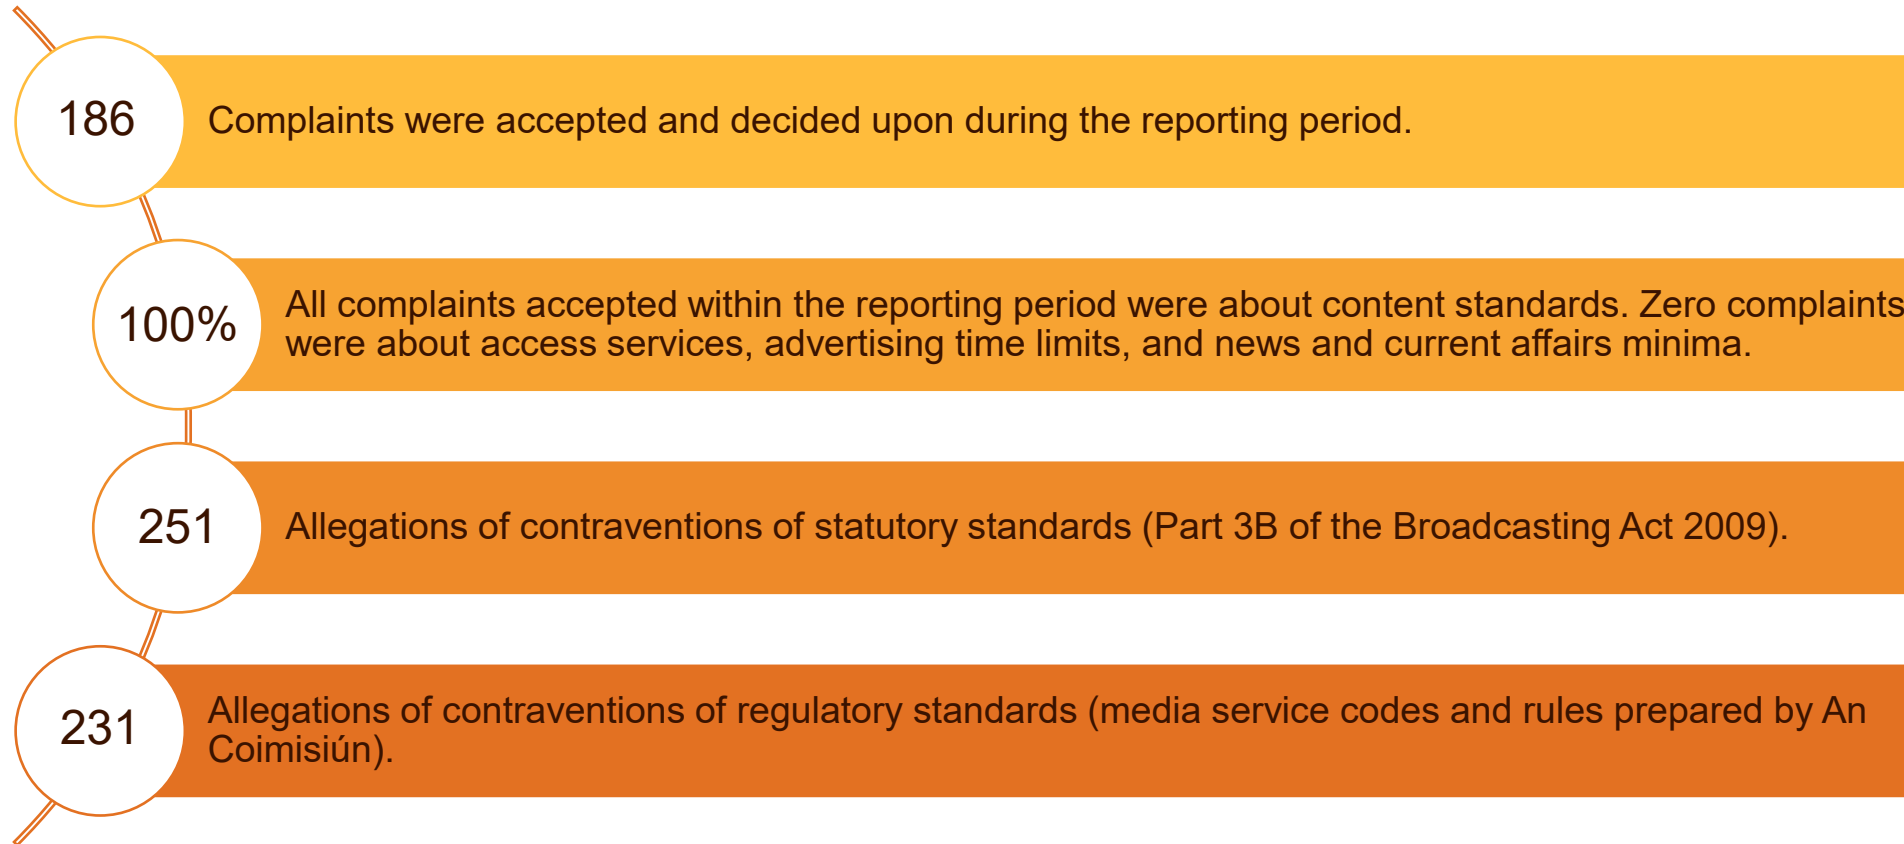 186
Complaints were accepted and decided upon during the reporting period.
100%
All complaints accepted within the reporting period were about content standards. Zero complaints
were about access services, advertising time limits, and news and current affairs minima.
251
Allegations of contraventions of statutory standards (Part 3B of the Broadcasting Act 2009).
231
Allegations of contraventions of regulatory standards (media service codes and rules prepared by An
Coimisiún).